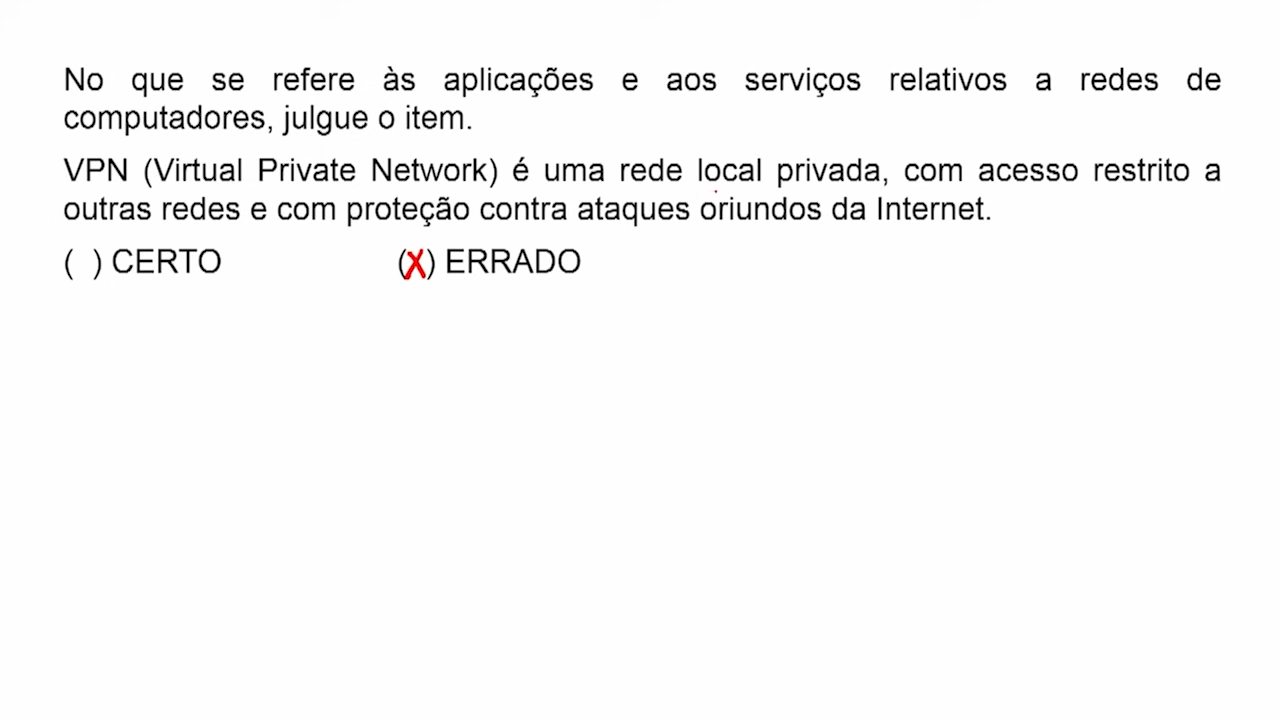 No que se refere às aplicações e aos serviços relativos a redes de
computadores, julgue o item.
VPN (Virtual Private Network) é uma rede local privada, com acesso restrito a
outras redes e com proteção contra ataques oriundos da Internet.
( ) CERTO (X) ERRADO